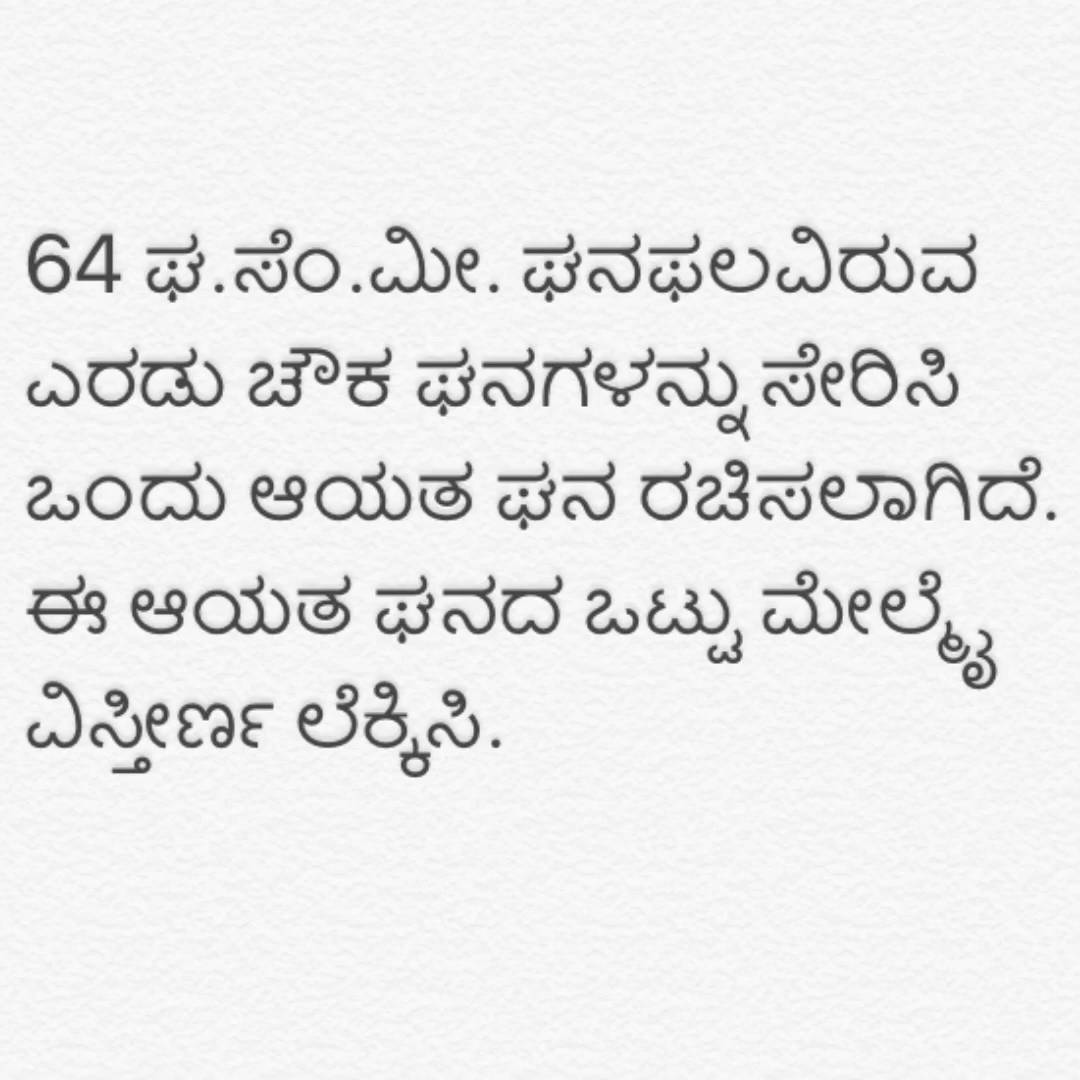 64 ಘ.ಸೆಂ.ಮೀ. ಘನಫಲವಿರುವ
ಎರಡು ಚೌಕ ಘನಗಳನ್ನು ಸೇರಿಸಿ
ಒಂದು ಆಯತ ಘನ ರಚಿಸಲಾಗಿದೆ.
ಈ ಆಯತ ಘನದ ಒಟ್ಟು ಮೇಲ್ಮೈ
ವಿಸ್ತೀರ್ಣ ಲೆಕ್ಕಿಸಿ.